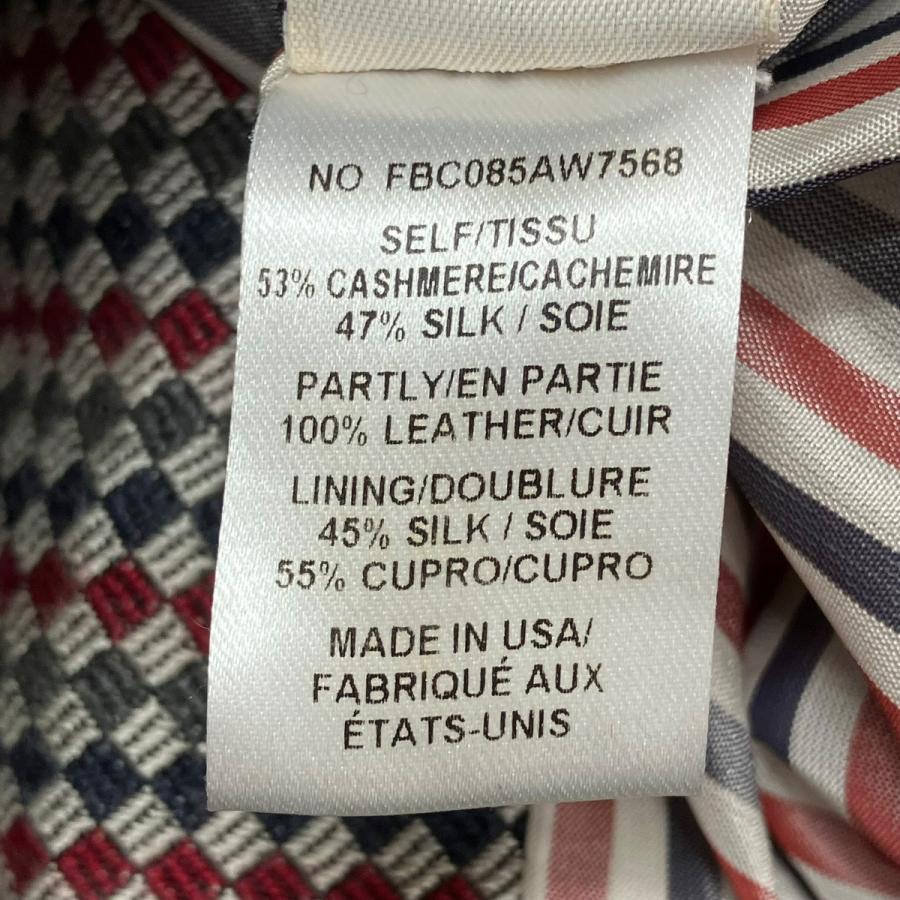 NO FBC085AW7568
SELF/TISSU
53% CASHMERE/CACHEMIRE
47% SILK / SOIE
PARTLY/EN PARTIE
100% LEATHER/CUIR
LINING/DOUBLURE
45% SILK / SOIE
55% CUPRO/CUPRO
MADE IN USA/
FABRIQUÉ AUX
ÉTATS-UNIS